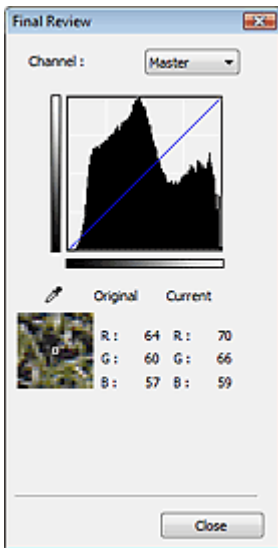 Final Review
Channel : Master
Original Current
R : 64 R : 70
G : 60 G : 66
B : 57 B : 59
Close